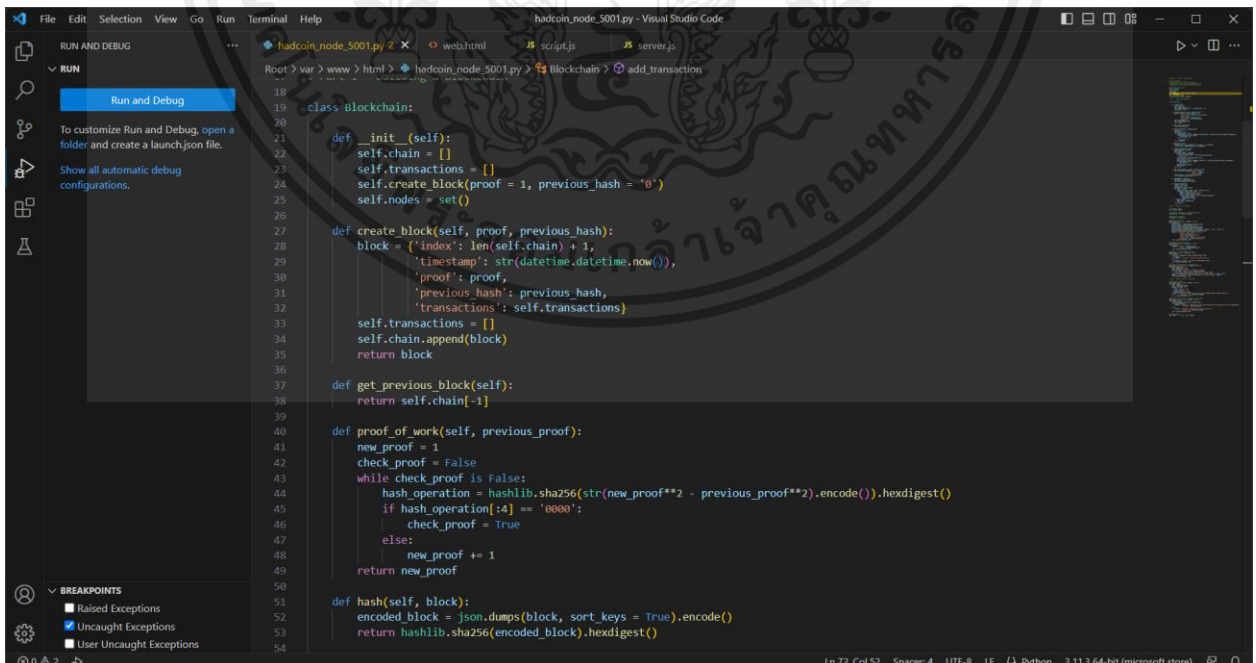 File Edit Selection View Go Run Terminal Help
hadcoin_node_5001.py - Visual Studio Code
RUN AND DEBUG
hadcoin_node_5001.py 2
web.html
JS script.js
JS server.js
RUN
Root > var > www > html > hadcoin_node_5001.py > Blockchain > add_transaction
Run and Debug
To customize Run and Debug, open a
folder and create a launch.json file.
Show all automatic debug
configurations.
18
19 class Blockchain:
20
21 def __init__(self):
22 self.chain = []
23 self.transactions = []
24 self.create_block(proof = 1, previous_hash = '0')
25 self.nodes = set()
26
27 def create_block(self, proof, previous_hash):
28 block = {'index': len(self.chain) + 1,
29 'timestamp': str(datetime.datetime.now()),
30 'proof': proof,
31 'previous_hash': previous_hash,
32 'transactions': self.transactions}
33 self.transactions = []
34 self.chain.append(block)
35 return block
36
37 def get_previous_block(self):
38 return self.chain[-1]
39
40 def proof_of_work(self, previous_proof):
41 new_proof = 1
42 check_proof = False
43 while check_proof is False:
44 hash_operation = hashlib.sha256(str(new_proof**2 - previous_proof**2).encode()).hexdigest()
45 if hash_operation[:4] == '0000':
46 check_proof = True
47 else:
48 new_proof += 1
49 return new_proof
50
51 def hash(self, block):
52 encoded_block = json.dumps(block, sort_keys = True).encode()
53 return hashlib.sha256(encoded_block).hexdigest()
54
BREAKPOINTS
Raised Exceptions
Uncaught Exceptions
User Uncaught Exceptions
Ln 72, Col 52 Spaces: 4 UTF-8 LF Python 3.11.3 64-bit (microsoft store)